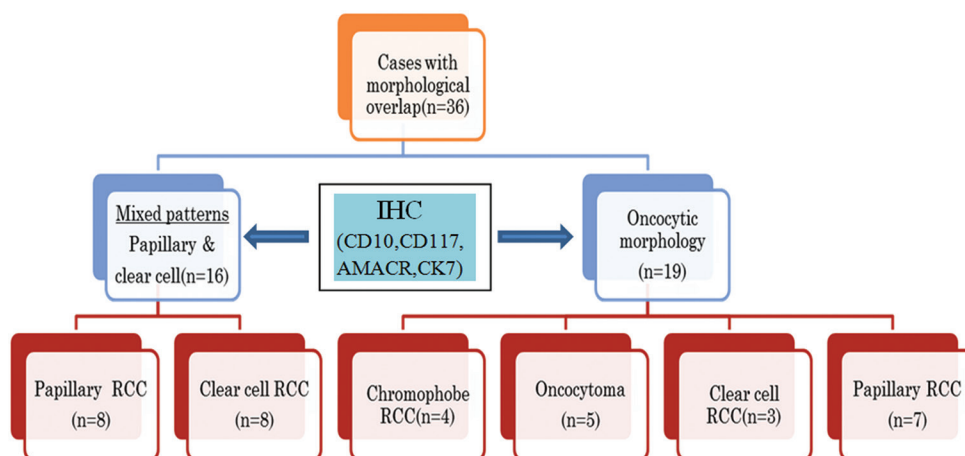 Cases with
morphological
overlap(n=36)
Mixed patterns
Papillary &
clear cell(n=16)
IHC
(CD10,CD117,
AMACR,CK7)
Oncocytic
morphology
(n=19)
Papillary RCC
(n=8)
Clear cell RCC
(n=8)
Chromophobe
RCC(n=4)
Oncocytoma
(n=5)
Clear cell
RCC(n=3)
Papillary RCC
(n=7)